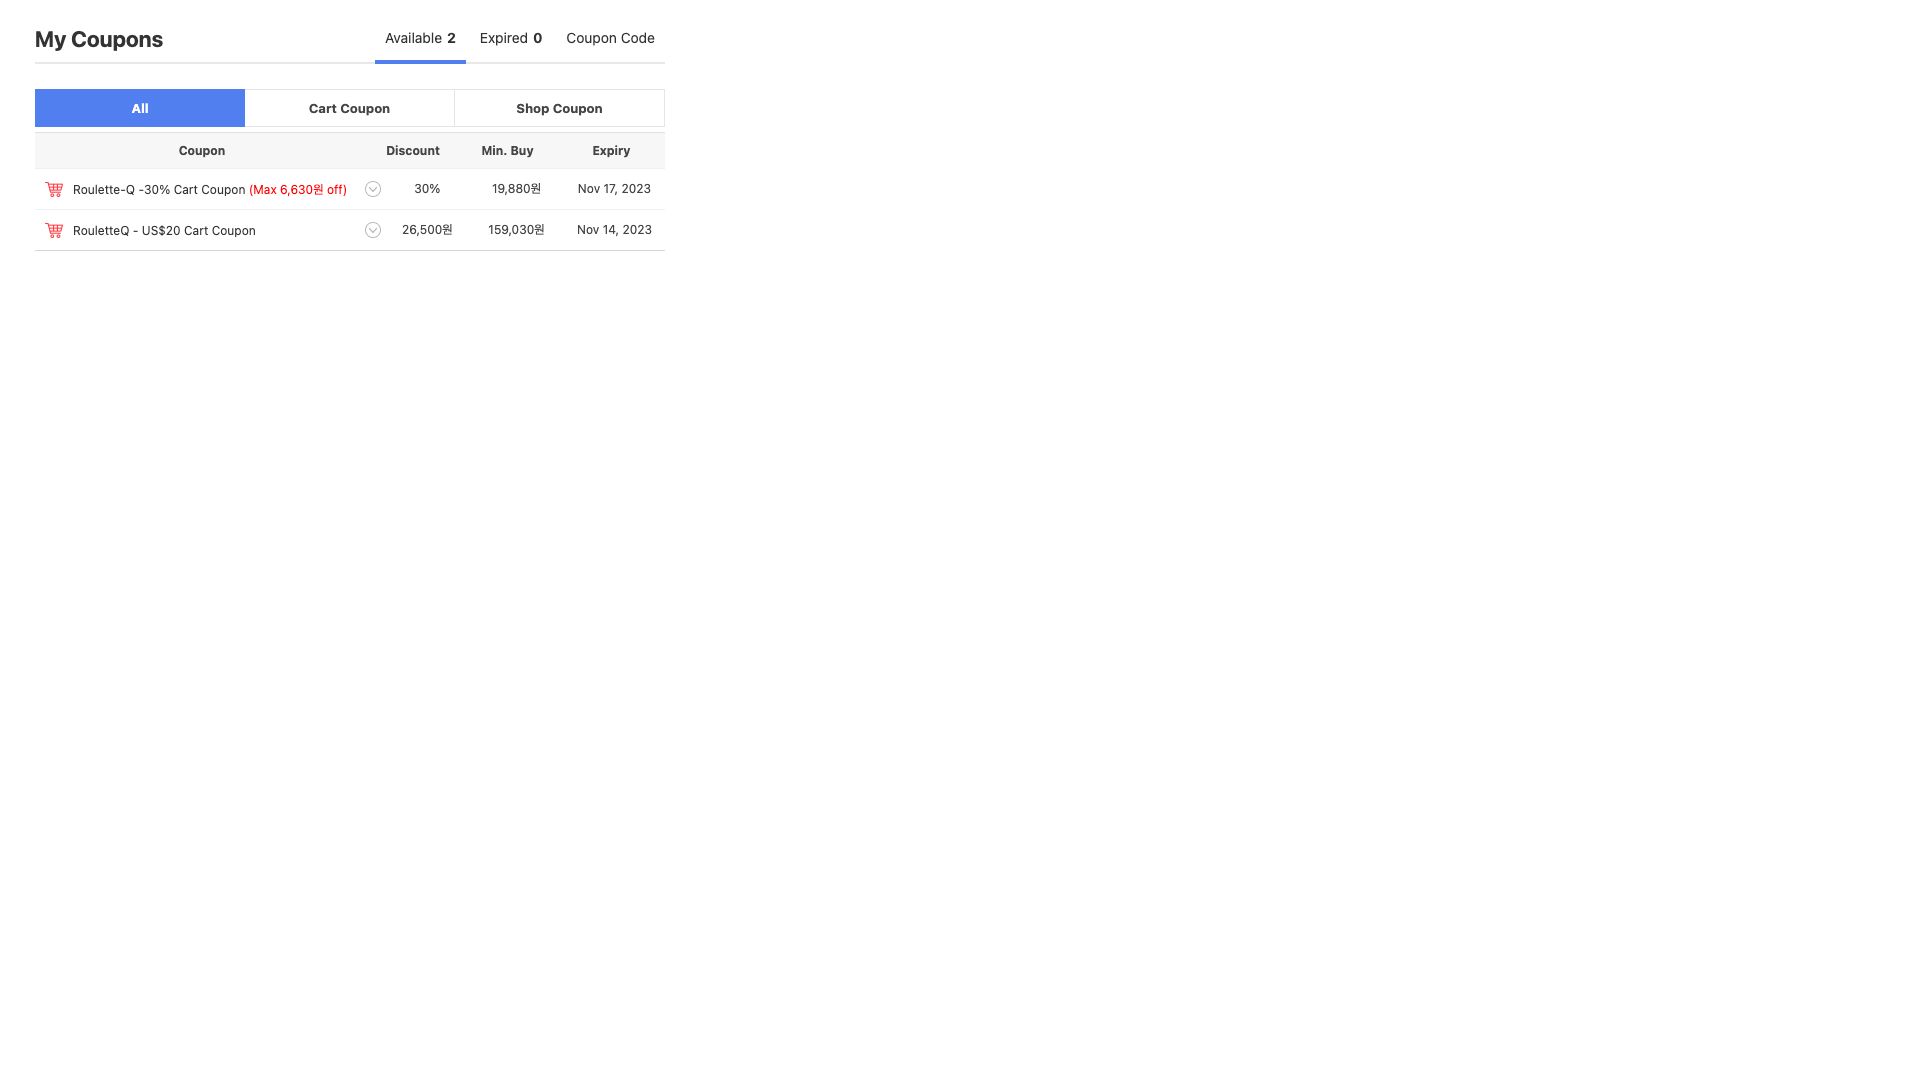 My Coupons
Available 2 Expired 0 Coupon Code
All Cart Coupon Shop Coupon
Coupon Discount Min. Buy Expiry
Roulette-Q -30% Cart Coupon (Max 6,630원 off) 30% 19,880원 Nov 17, 2023
RouletteQ - US$20 Cart Coupon 26,500원 159,030원 Nov 14, 2023